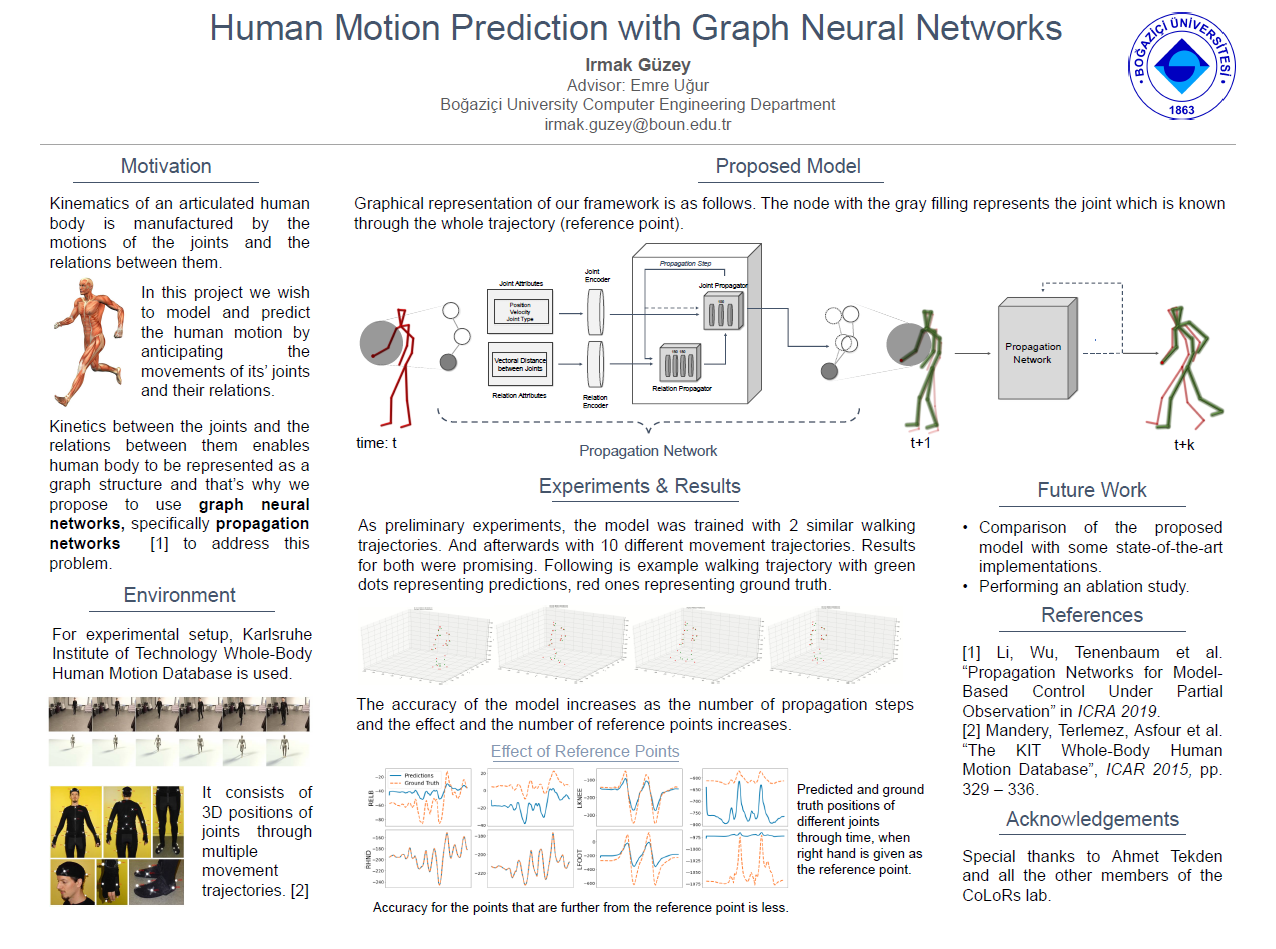 Human Motion Prediction with Graph Neural Networks
Irmak Güzey
Advisor: Emre Uğur
Boğaziçi University Computer Engineering Department
irmak.guzey@boun.edu.tr
BOĞAZİÇİ ÜNİVERSİTESİ
1863
Motivation
Kinematics of an articulated human
body is manufactured by the
motions of the joints and the
relations between them.
In this project we wish
to model and predict
the human motion by
anticipating the
movements of its' joints
and their relations.
Kinetics between the joints and the
relations between them enables
human body to be represented as a
graph structure and that's why we
propose to use graph neural
networks, specifically propagation
networks [1] to address this
problem.
Environment
For experimental setup, Karlsruhe
Institute of Technology Whole-Body
Human Motion Database is used.
It consists of
3D positions of
joints through
multiple
movement
trajectories. [2]
Proposed Model
Graphical representation of our framework is as follows. The node with the gray filling represents the joint which is known
through the whole trajectory (reference point).
Joint Attributes
Position
Velocity
Joint Type
Vectoral Distance
between Joints
Relation Attributes
Joint
Encoder
Relation
Encoder
Propagation Step
Joint Propagator
Relation Propagator
Propagation
Network
time: t
Propagation Network
t+1
t+k
Experiments & Results
As preliminary experiments, the model was trained with 2 similar walking
trajectories. And afterwards with 10 different movement trajectories. Results
for both were promising. Following is example walking trajectory with green
dots representing predictions, red ones representing ground truth.
The accuracy of the model increases as the number of propagation steps
and the effect and the number of reference points increases.
Effect of Reference Points
Predictions
Ground Truth
RELB
LKNEE
RHND
LFOOT
Predicted and ground
truth positions of
different joints
through time, when
right hand is given as
the reference point.
Accuracy for the points that are further from the reference point is less.
Future Work
• Comparison of the proposed
model with some state-of-the-art
implementations.
• Performing an ablation study.
References
[1] Li, Wu, Tenenbaum et al.
“Propagation Networks for Model-
Based Control Under Partial
Observation” in ICRA 2019.
[2] Mandery, Terlemez, Asfour et al.
“The KIT Whole-Body Human
Motion Database”, ICAR 2015, pp.
329 – 336.
Acknowledgements
Special thanks to Ahmet Tekden
and all the other members of the
CoLoRs lab.